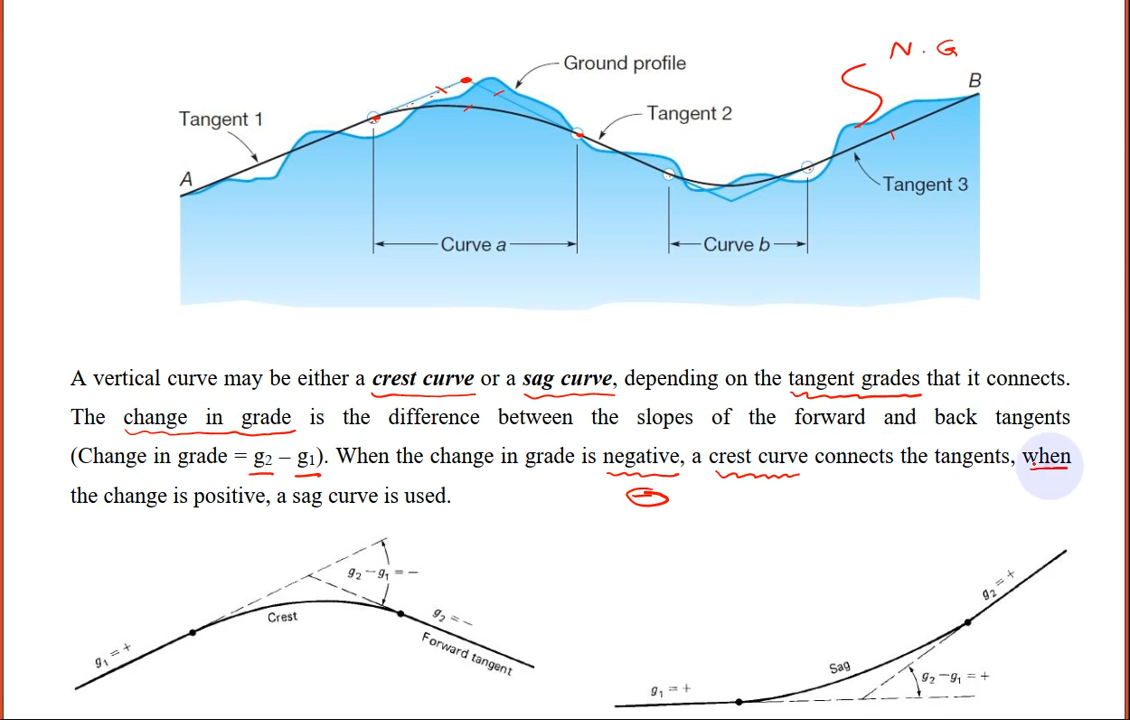 N.G
Ground profile
B
Tangent 1
Tangent 2
A
Tangent 3
Curve a
Curve b
A vertical curve may be either a crest curve or a sag curve, depending on the tangent grades that it connects.
The change in grade is the difference between the slopes of the forward and back tangents
(Change in grade = g2 – g1). When the change in grade is negative, a crest curve connects the tangents, when
the change is positive, a sag curve is used.
g2 – g1 = –
Crest
g2 = –
g1 = +
Forward tangent
g2 = +
Sag
g2 – g1 = +
g1 = +